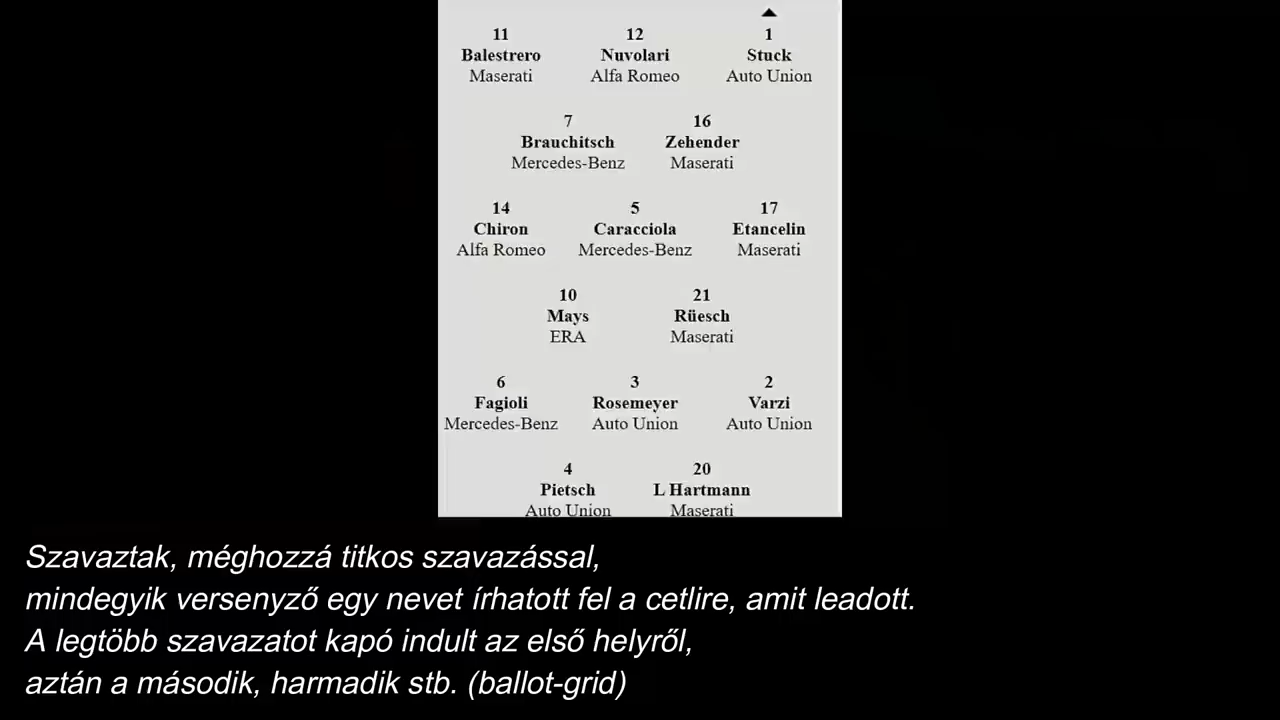 11 12 1
Balestrero Nuvolari Stuck
Maserati Alfa Romeo Auto Union
7 16
Brauchitsch Zehender
Mercedes-Benz Maserati
14 5 17
Chiron Caracciola Etancelin
Alfa Romeo Mercedes-Benz Maserati
10 21
Mays Rüesch
ERA Maserati
6 3 2
Fagioli Rosemeyer Varzi
Mercedes-Benz Auto Union Auto Union
4 20
Pietsch L Hartmann
Auto Union Maserati
Szavaztak, méghozzá titkos szavazással,
mindegyik versenyző egy nevet írhatott fel a cetlire, amit leadott.
A legtöbb szavazatot kapó indult az első helyről,
aztán a második, harmadik stb. (ballot-grid)